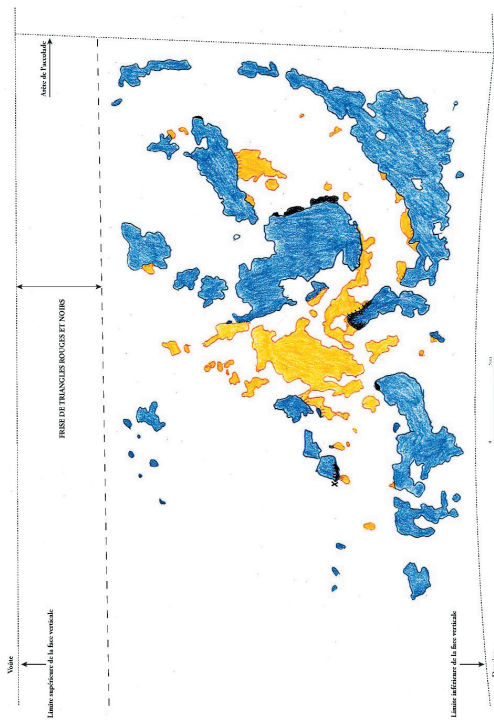 Voûte
Limite supérieure de la face verticale
FRISE DE TRIANGLES ROUGES ET NOIRS
Arête de l'accolade
Limite inférieure de la face verticale